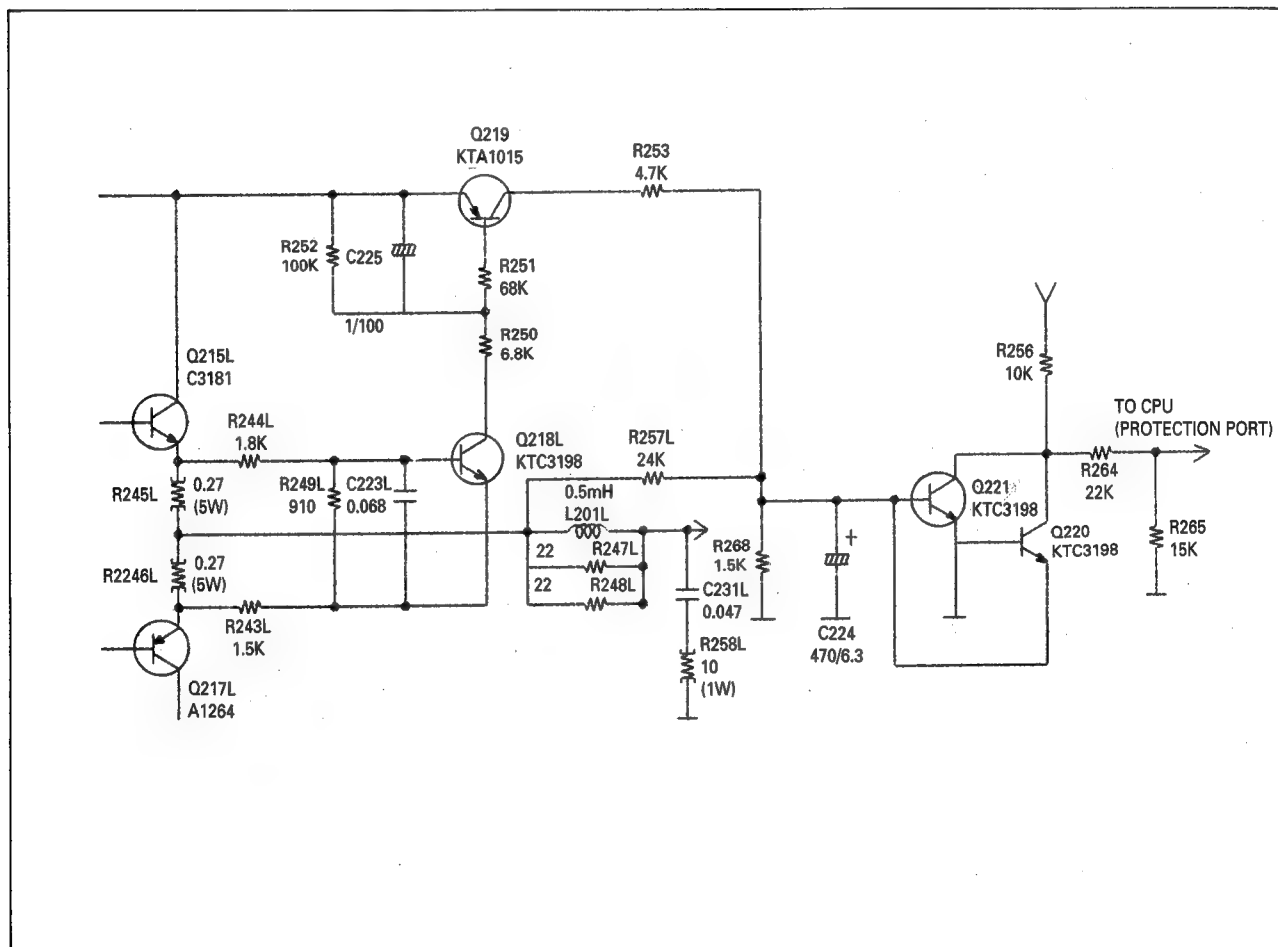 Q219
KTA1015
R253
4.7K
R252
100K
C225
R251
68K
1/100
R250
6.8K
Q215L
C3181
R256
10K
TO CPU
(PROTECTION PORT)
R244L
1.8K
Q218L
KTC3198
R257L
24K
R264
22K
R245L
0.27
(5W)
R249L
910
C223L
0.068
0.5mH
L201L
Q221
KTC3198
Q220
KTC3198
R265
15K
22
R247L
R268
1.5K
+
R2246L
0.27
(5W)
22
R248L
C231L
0.047
R243L
1.5K
C224
470/6.3
R258L
10
(1W)
Q217L
A1264